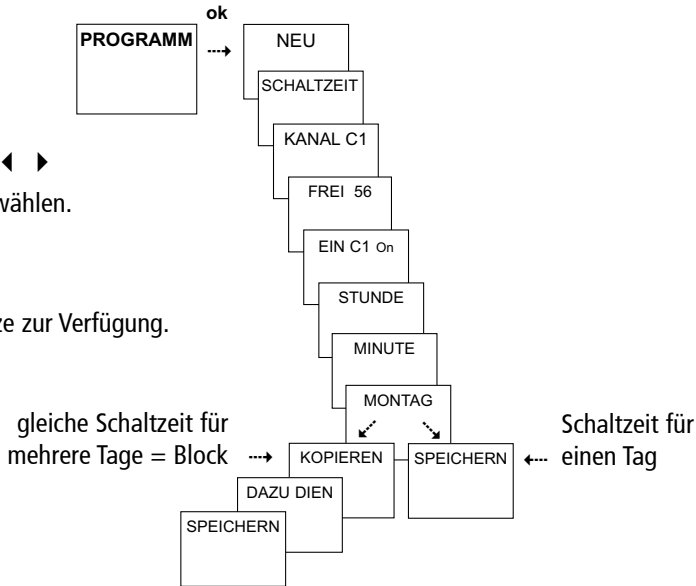 ok
PROGRAMM
NEU
SCHALTZEIT
KANAL C1
wählen.
FREI 56
EIN C1 On
STUNDE
ze zur Verfügung.
MINUTE
MONTAG
gleiche Schaltzeit für
mehrere Tage = Block
KOPIEREN
SPEICHERN
Schaltzeit für
einen Tag
DAZU DIEN
SPEICHERN